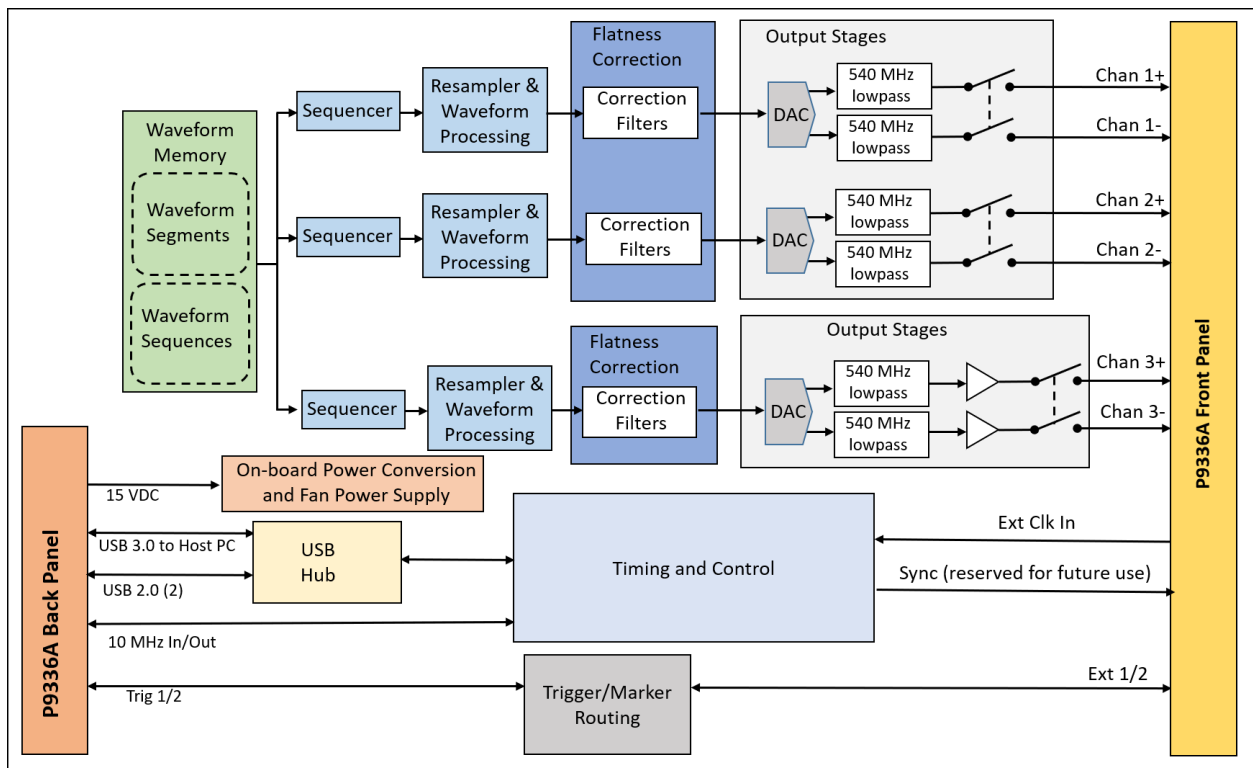 Flatness
Correction
Output Stages
Waveform
Memory
Waveform
Segments
Waveform
Sequences
Sequencer
Resampler &
Waveform
Processing
Correction
Filters
DAC
540 MHz
lowpass
540 MHz
lowpass
Chan 1+
Chan 1-
Sequencer
Resampler &
Waveform
Processing
Correction
Filters
DAC
540 MHz
lowpass
540 MHz
lowpass
Chan 2+
Chan 2-
Flatness
Correction
Output Stages
Sequencer
Resampler &
Waveform
Processing
Correction
Filters
DAC
540 MHz
lowpass
540 MHz
lowpass
Chan 3+
Chan 3-
P9336A Front Panel
P9336A Back Panel
15 VDC
On-board Power Conversion
and Fan Power Supply
USB 3.0 to Host PC
USB 2.0 (2)
USB
Hub
10 MHz In/Out
Timing and Control
Ext Clk In
Sync (reserved for future use)
Trig 1/2
Trigger/Marker
Routing
Ext 1/2